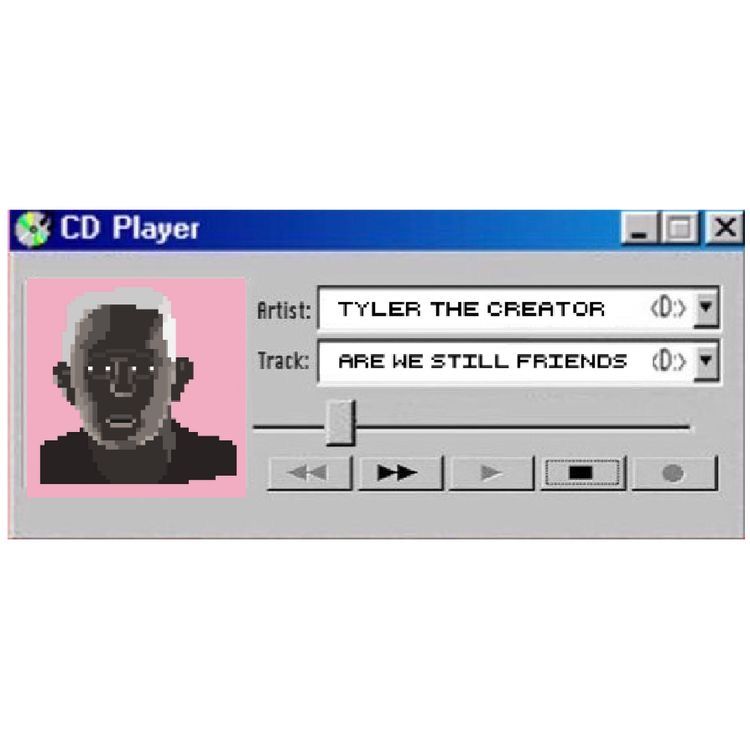 CD Player
Artist: TYLER THE CREATOR <D:>
Track: ARE WE STILL FRIENDS <D:>